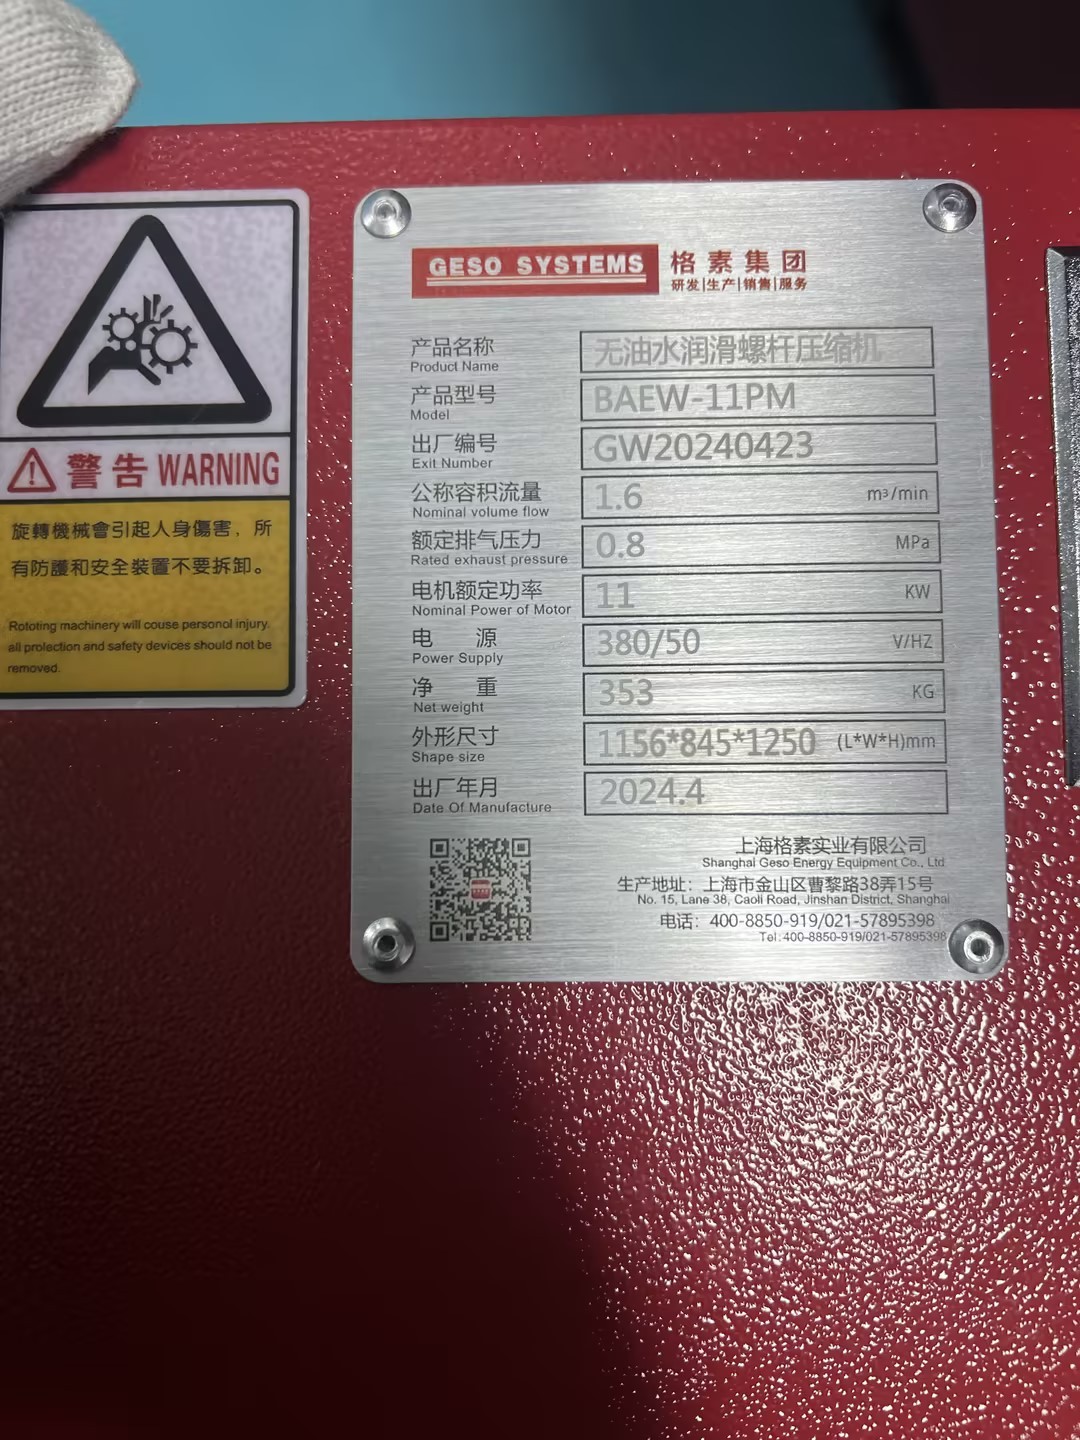 警告 WARNING
旋轉機械會引起人身傷害，所
有防護和安全裝置不要拆卸。
Rototing machinery will couse personol injury.
all protection and safety devices should not be
removed.
GESO SYSTEMS 格素集团
研发|生产|销售|服务
产品名称 无油水润滑螺杆压缩机
Product Name
产品型号 BAEW-11PM
Model
出厂编号 GW20240423
Exit Number
公称容积流量 1.6 m³/min
Nominal volume flow
额定排气压力 0.8 MPa
Rated exhaust pressure
电机额定功率 11 KW
Nominal Power of Motor
电 源 380/50 V/HZ
Power Supply
净 重 353 KG
Net weight
外形尺寸 1156*845*1250 (L*W*H)mm
Shape size
出厂年月 2024.4
Date Of Manufacture
上海格素实业有限公司
Shanghai Geso Energy Equipment Co., Ltd
生产地址：上海市金山区曹黎路38弄15号
No. 15, Lane 38, Caoli Road, Jinshan District, Shanghai
电话：400-8850-919/021-57895398
Tel:400-8850-919/021-57895398